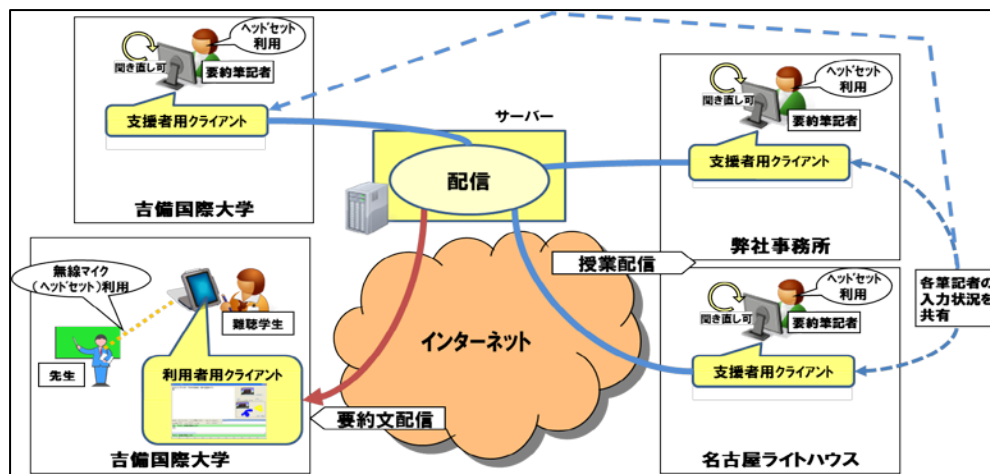 ヘッドセット
利用
聞き直し可
要約筆記者
支援者用クライアント
吉備国際大学
サーバー
配信
ヘッドセット
利用
聞き直し可
要約筆記者
支援者用クライアント
弊社事務所
無線マイク
(ヘッドセット)利用
難聴学生
先生
利用者用クライアント
吉備国際大学
インターネット
授業配信
要約文配信
ヘッドセット
利用
聞き直し可
要約筆記者
支援者用クライアント
名古屋ライトハウス
各筆記者の
入力状況を
共有